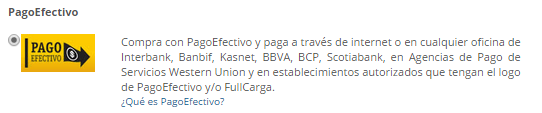 PagoEfectivo
PAGO
EFECTIVO
Compra con PagoEfectivo y paga a través de internet o en cualquier oficina de
Interbank, Banbif, Kasnet, BBVA, BCP, Scotiabank, en Agencias de Pago de
Servicios Western Union y en establecimientos autorizados que tengan el logo
de PagoEfectivo y/o FullCarga.
¿Qué es PagoEfectivo?